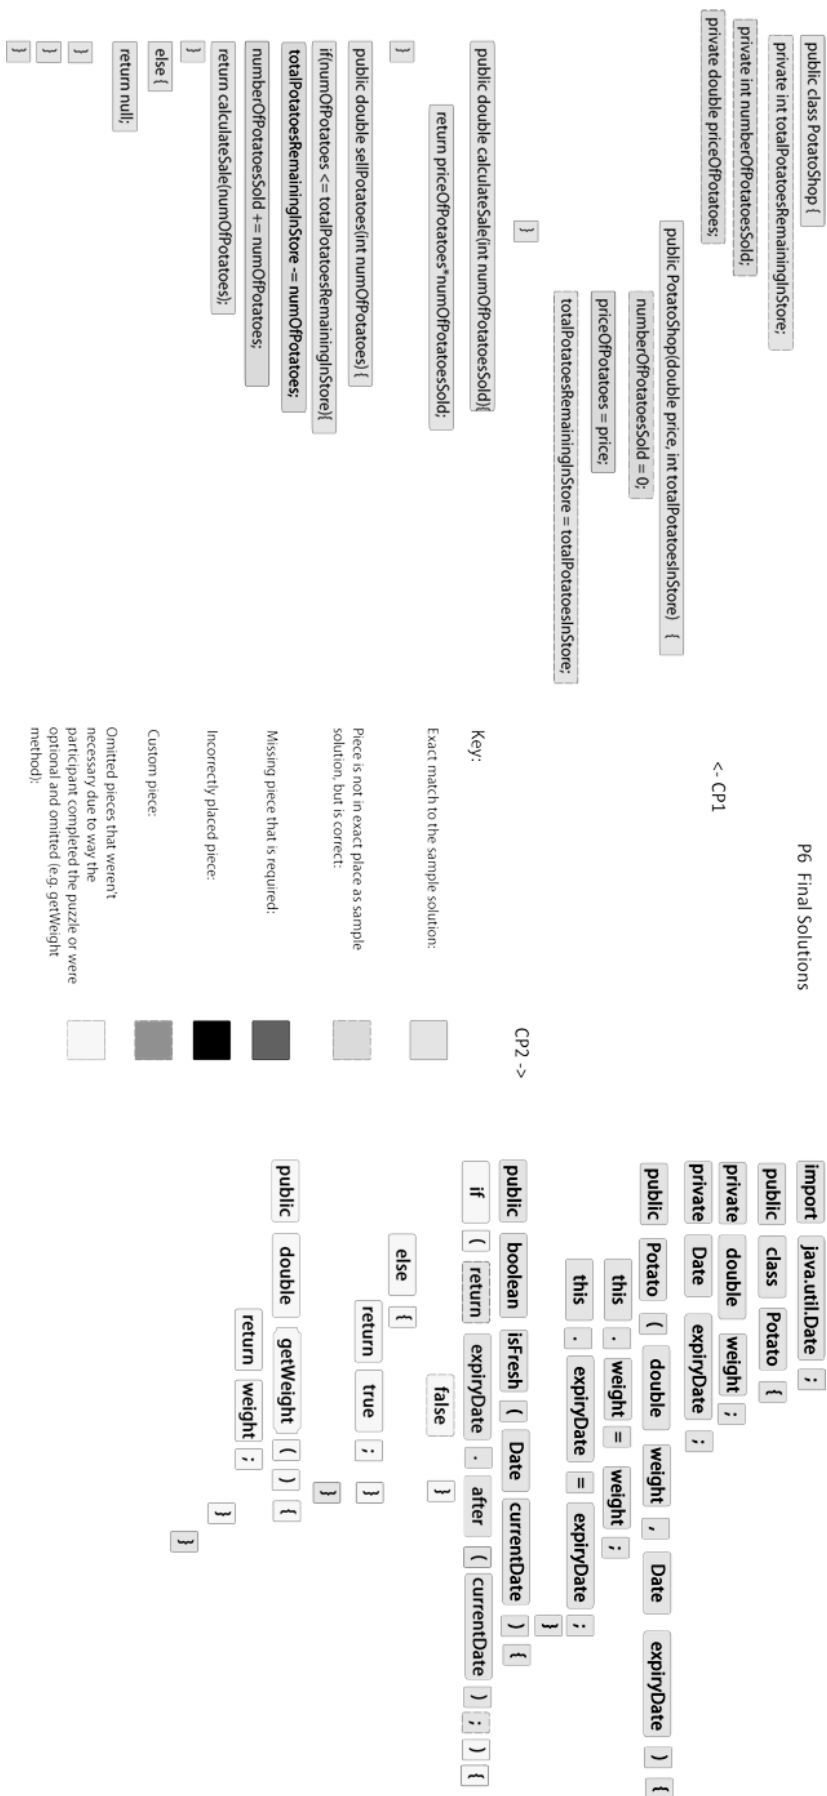 P6 Final Solutions
public class PotatoShop {
private int totalPotatoesRemainingInStore;
private int numberOfPotatoesSold;
private double priceOfPotatoes;
public PotatoShop(double price, int totalPotatoesInStore) {
numberOfPotatoesSold = 0;
priceOfPotatoes = price;
totalPotatoesRemainingInStore = totalPotatoesInStore;
}
public double calculateSale(int numOfPotatoesSold){
return priceOfPotatoes*numOfPotatoesSold;
}
public double sellPotatoes(int numOfPotatoes) {
if(numOfPotatoes <= totalPotatoesRemainingInStore){
totalPotatoesRemainingInStore -= numOfPotatoes;
numberOfPotatoesSold += numOfPotatoes;
return calculateSale(numOfPotatoes);
}
else {
return null;
}
}
}
<- CP1
Key:
Exact match to the sample solution:
Piece is not in exact place as sample
solution, but is correct:
Missing piece that is required:
Incorrectly placed piece:
Custom piece:
Omitted pieces that weren't
necessary due to way the
participant completed the puzzle or were
optional and omitted (e.g. getWeight
method):
CP2 ->
import java.util.Date ;
public class Potato {
private double weight ;
private Date expiryDate ;
public Potato ( double weight , Date expiryDate ) {
this . weight = weight ;
this . expiryDate = expiryDate ;
}
public boolean isFresh ( Date currentDate ) {
if ( return expiryDate . after ( currentDate ) ; ) {
false }
else {
return true ; }
}
public double getWeight ( ) {
return weight ;
}
}